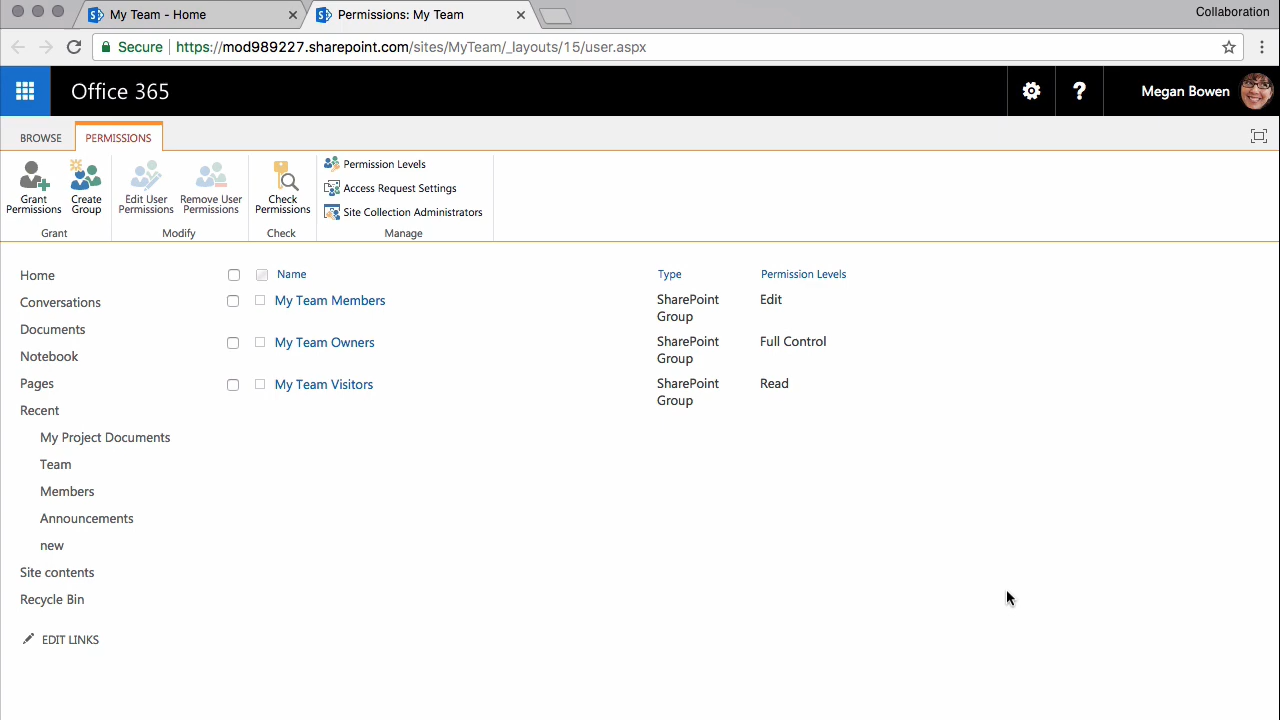 My Team - Home
Permissions: My Team
Collaboration
Secure
https://mod989227.sharepoint.com/sites/MyTeam/_layouts/15/user.aspx
Office 365
?
Megan Bowen
BROWSE
PERMISSIONS
Grant
Permissions
Create
Group
Edit User
Permissions
Remove User
Permissions
Check
Permissions
Permission Levels
Access Request Settings
Site Collection Administrators
Grant
Modify
Check
Manage
Home
Conversations
Documents
Notebook
Pages
Recent
My Project Documents
Team
Members
Announcements
new
Site contents
Recycle Bin
EDIT LINKS
Name
Type
Permission Levels
My Team Members
SharePoint
Group
Edit
My Team Owners
SharePoint
Group
Full Control
My Team Visitors
SharePoint
Group
Read